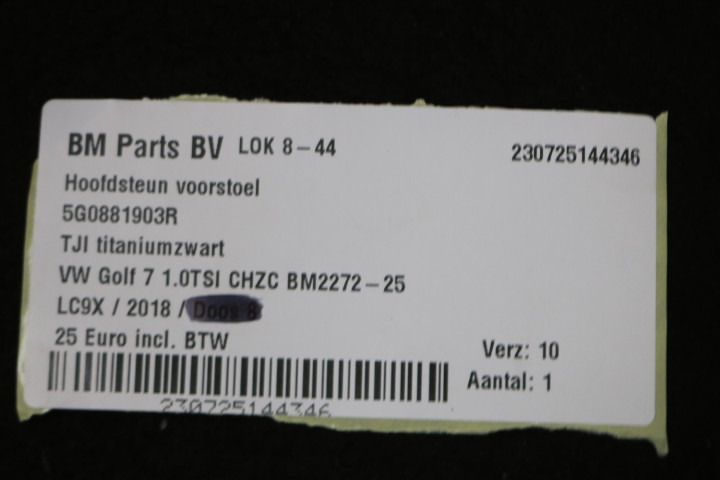 BM Parts BV LOK 8-44 230725144346
Hoofdsteun voorstoel
5G0881903R
TJI titaniumzwart
VW Golf 7 1.0TSI CHZC BM2272-25
LC9X / 2018 / Doos 8
25 Euro incl. BTW
Verz: 10
Aantal: 1
230725144346